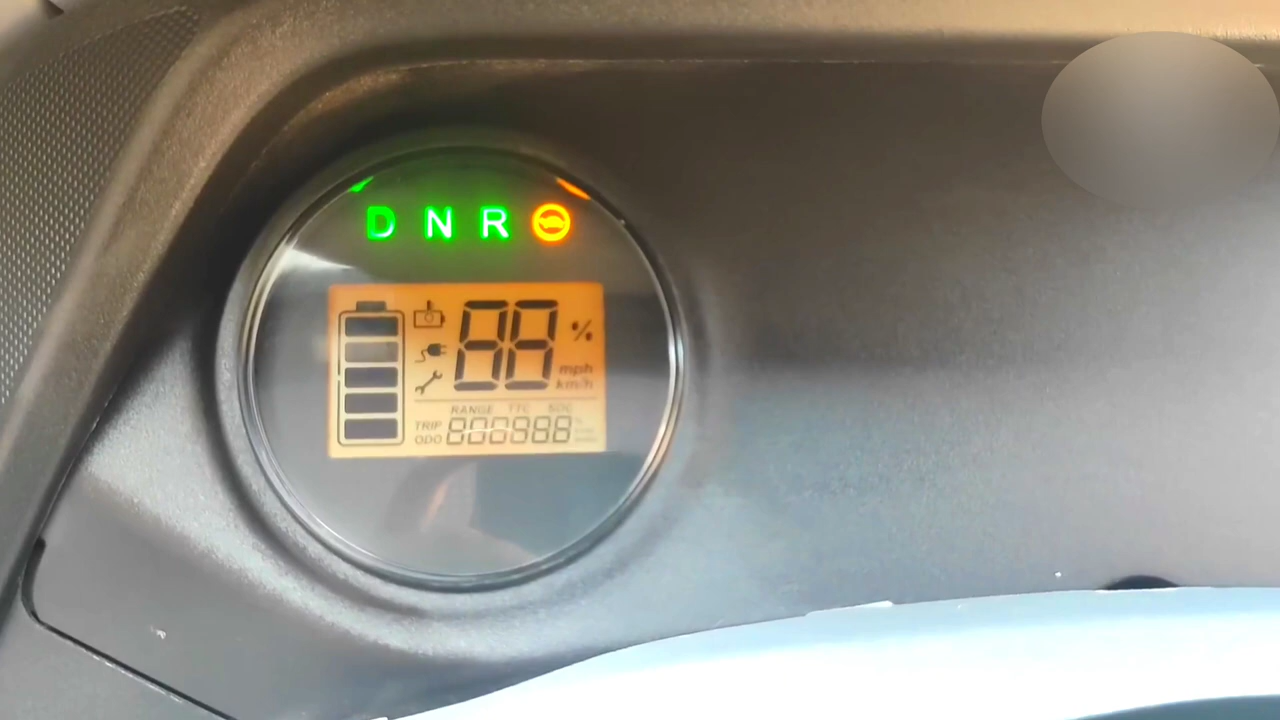 D N R
88 %
mph
km/h
RANGE TTC SOC
TRIP
ODO 888888